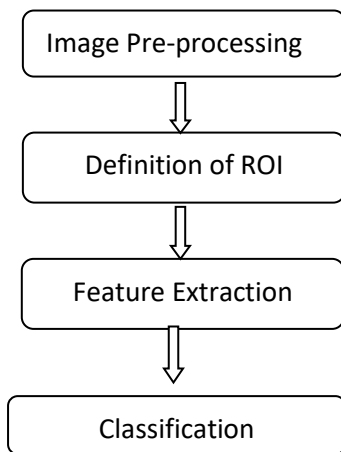 Image Pre-processing
Definition of ROI
Feature Extraction
Classification